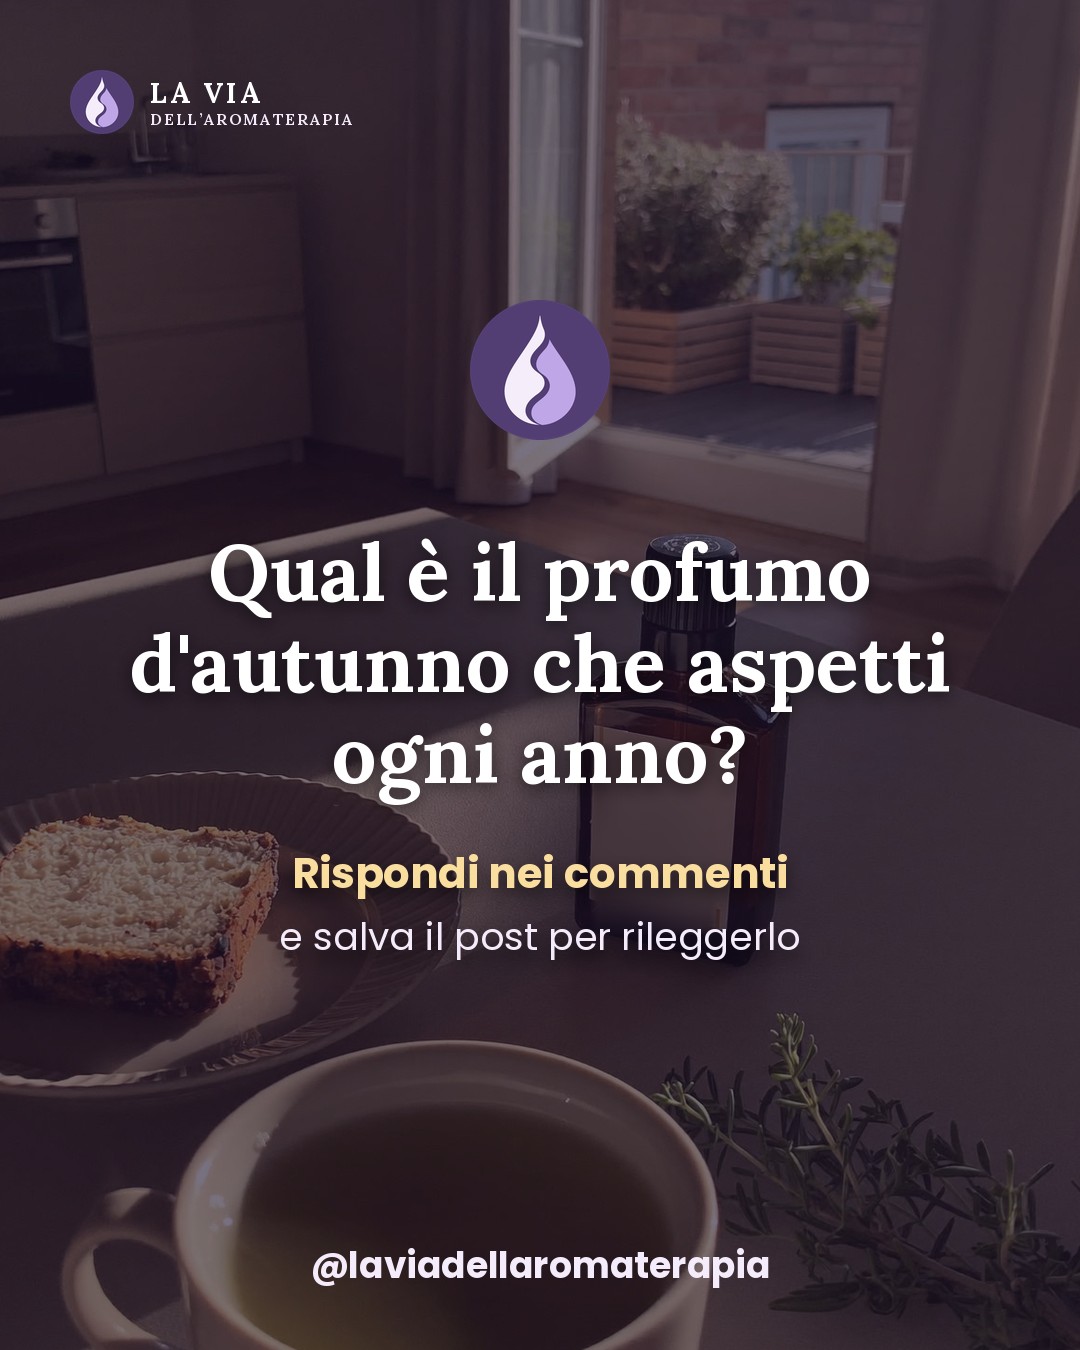 LA VIA
DELL’AROMATERAPIA
Qual è il profumo
d'autunno che aspetti
ogni anno?
Rispondi nei commenti
e salva il post per rileggerlo
@laviadellaromaterapia